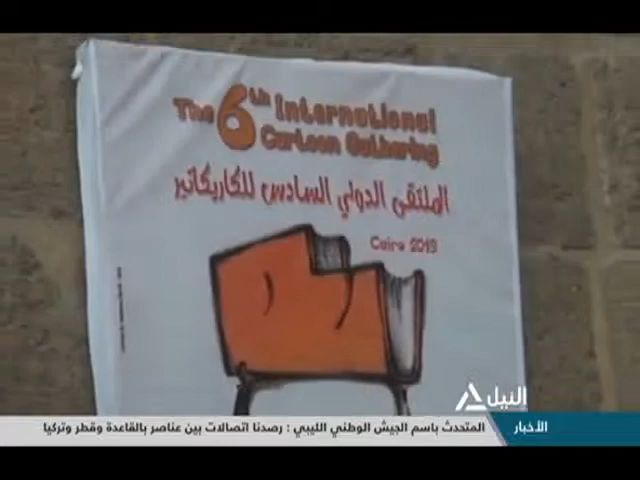 The 6th International
Cartoon Gathering
الملتقى الدولي السادس للكاريكاتير
Cairo 2019
النيل
الأخبار
المتحدث باسم الجيش الوطني الليبي : رصدنا اتصالات بين عناصر بالقاعدة وقطر وتركيا